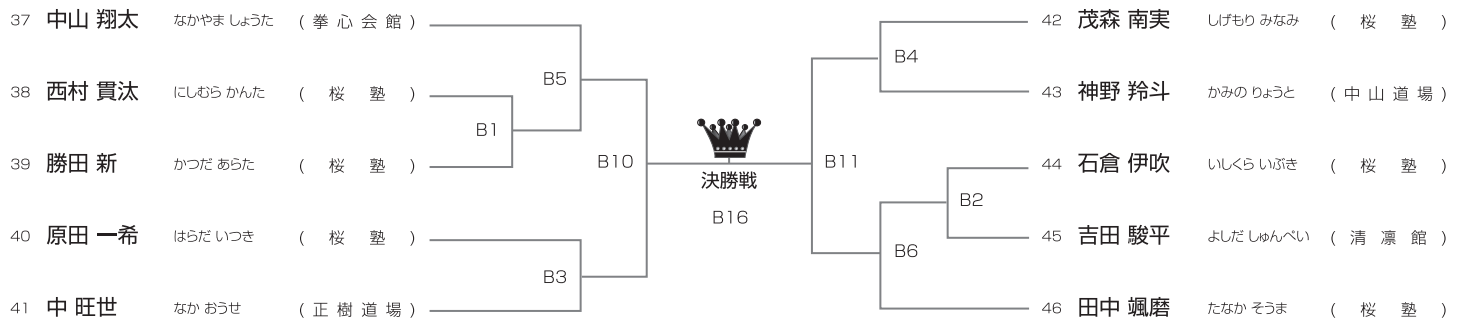 37 中山 翔太 なかやま しょうた (拳心会館)
38 西村 貫汰 にしむら かんた (桜塾)
39 勝田 新 かつだ あらた (桜塾)
40 原田 一希 はらだ いつき (桜塾)
41 中 旺世 なか おうせ (正樹道場)
B5
B1
B10
B3
決勝戦
B16
B4
B11
B2
B6
42 茂森 南実 しげもり みなみ (桜塾)
43 神野 羚斗 かみの りょうと (中山道場)
44 石倉 伊吹 いしくら いぶき (桜塾)
45 吉田 駿平 よしだ しゅんぺい (清凛館)
46 田中 颯磨 たなか そうま (桜塾)